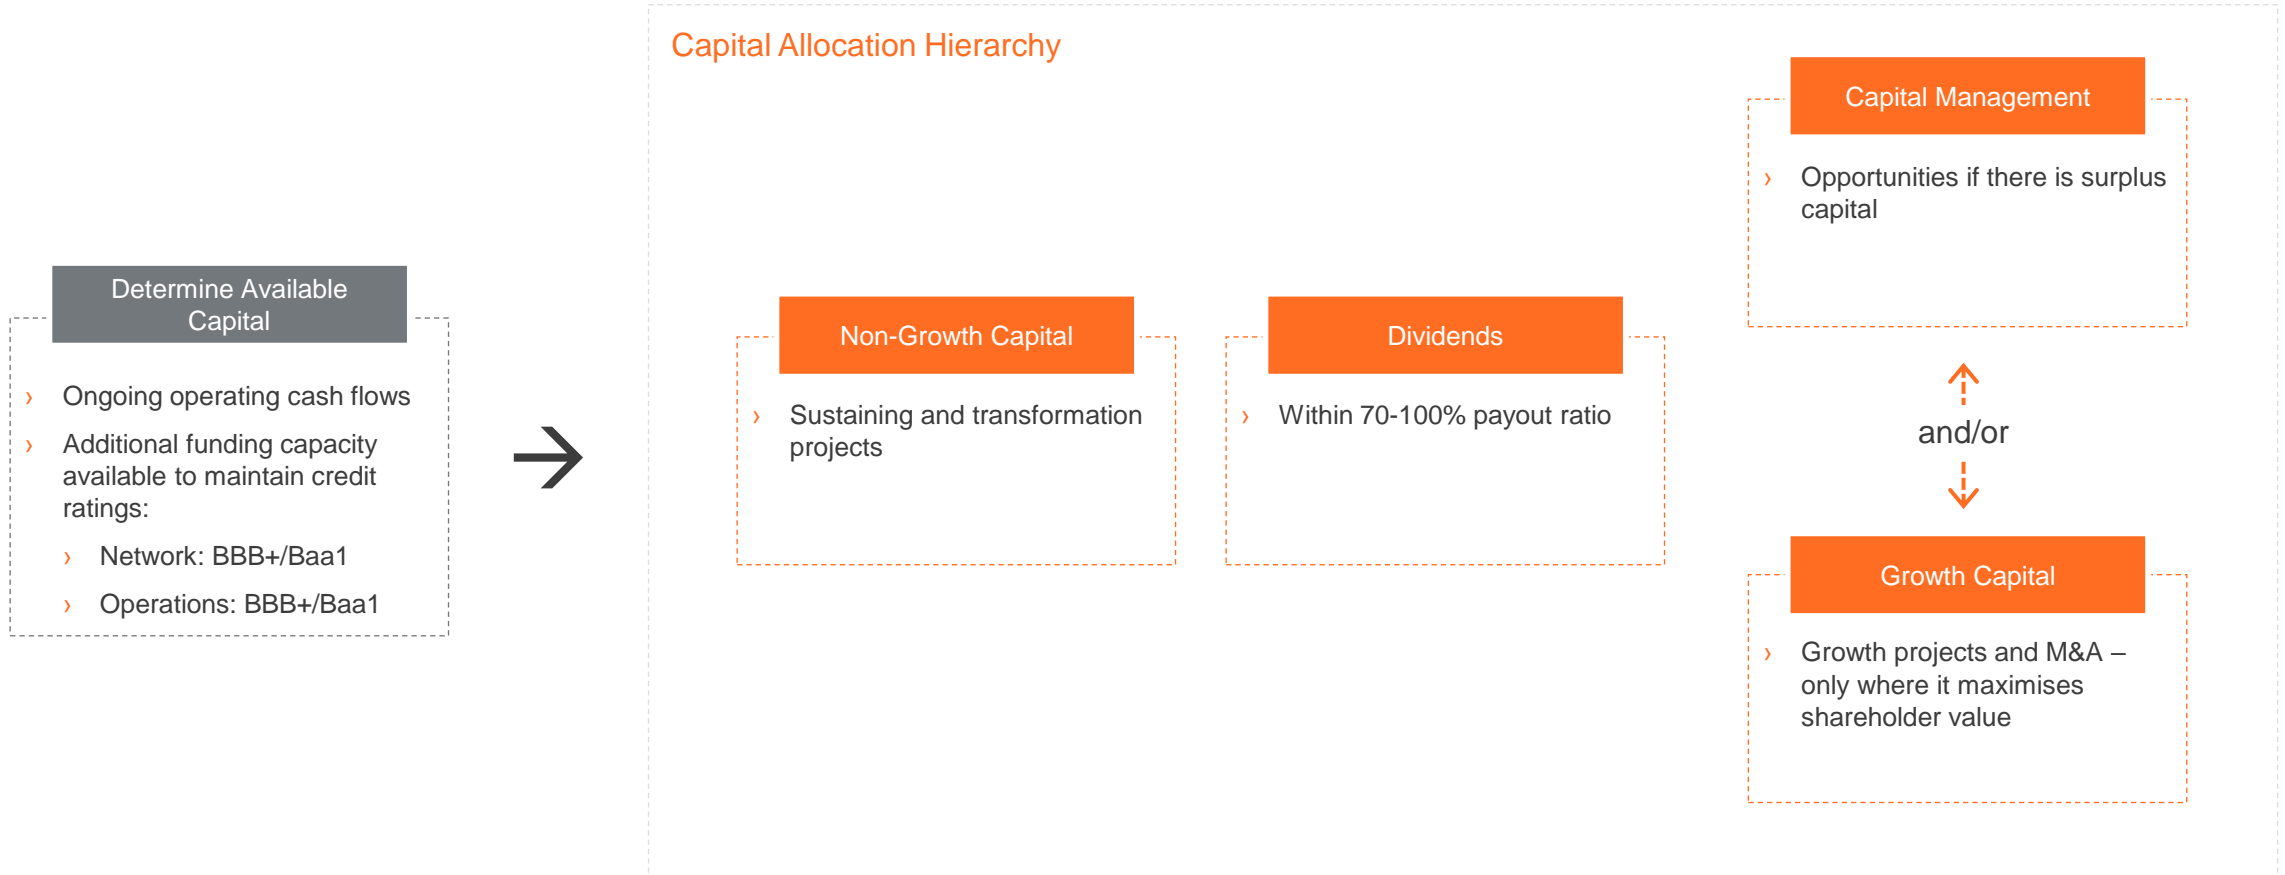 Capital Allocation Hierarchy
Determine Available
Capital
› Ongoing operating cash flows
› Additional funding capacity
available to maintain credit
ratings:
› Network: BBB+/Baa1
› Operations: BBB+/Baa1
Non-Growth Capital
› Sustaining and transformation
projects
Dividends
› Within 70-100% payout ratio
Capital Management
› Opportunities if there is surplus
capital
and/or
Growth Capital
› Growth projects and M&A –
only where it maximises
shareholder value